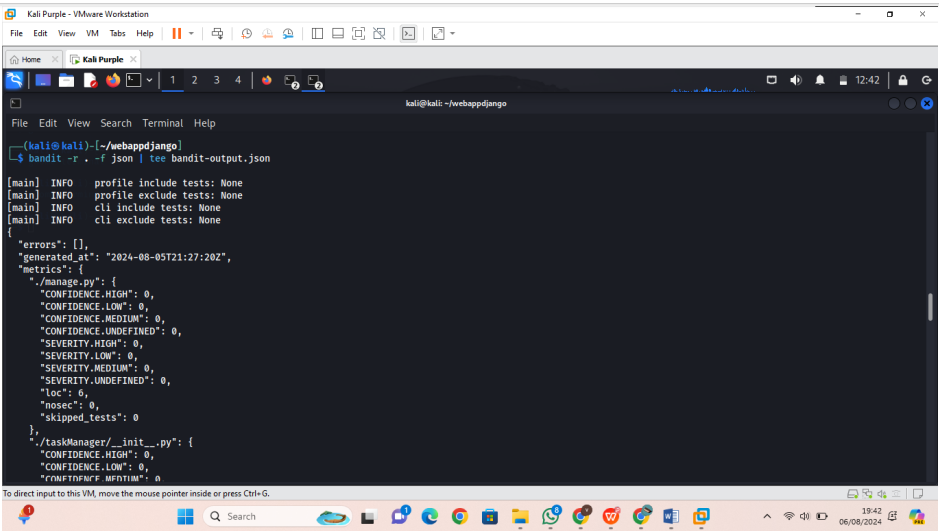 Kali Purple - VMware Workstation
File Edit View VM Tabs Help
Home
Kali Purple
1 2 3 4
12:42
kali@kali: ~/webappdjango
File Edit View Search Terminal Help
(kali㉿kali)-[~/webappdjango]
$ bandit -r . -f json | tee bandit-output.json
[main] INFO profile include tests: None
[main] INFO profile exclude tests: None
[main] INFO cli include tests: None
[main] INFO cli exclude tests: None
{
"errors": [],
"generated_at": "2024-08-05T21:27:20Z",
"metrics": {
"./manage.py": {
"CONFIDENCE.HIGH": 0,
"CONFIDENCE.LOW": 0,
"CONFIDENCE.MEDIUM": 0,
"CONFIDENCE.UNDEFINED": 0,
"SEVERITY.HIGH": 0,
"SEVERITY.LOW": 0,
"SEVERITY.MEDIUM": 0,
"SEVERITY.UNDEFINED": 0,
"loc": 6,
"nosec": 0,
"skipped_tests": 0
},
"./taskManager/__init__.py": {
"CONFIDENCE.HIGH": 0,
"CONFIDENCE.LOW": 0,
"CONFIDENCE.MEDIUM": 0,
To direct input to this VM, move the mouse pointer inside or press Ctrl+G.
Search
19:42
06/08/2024